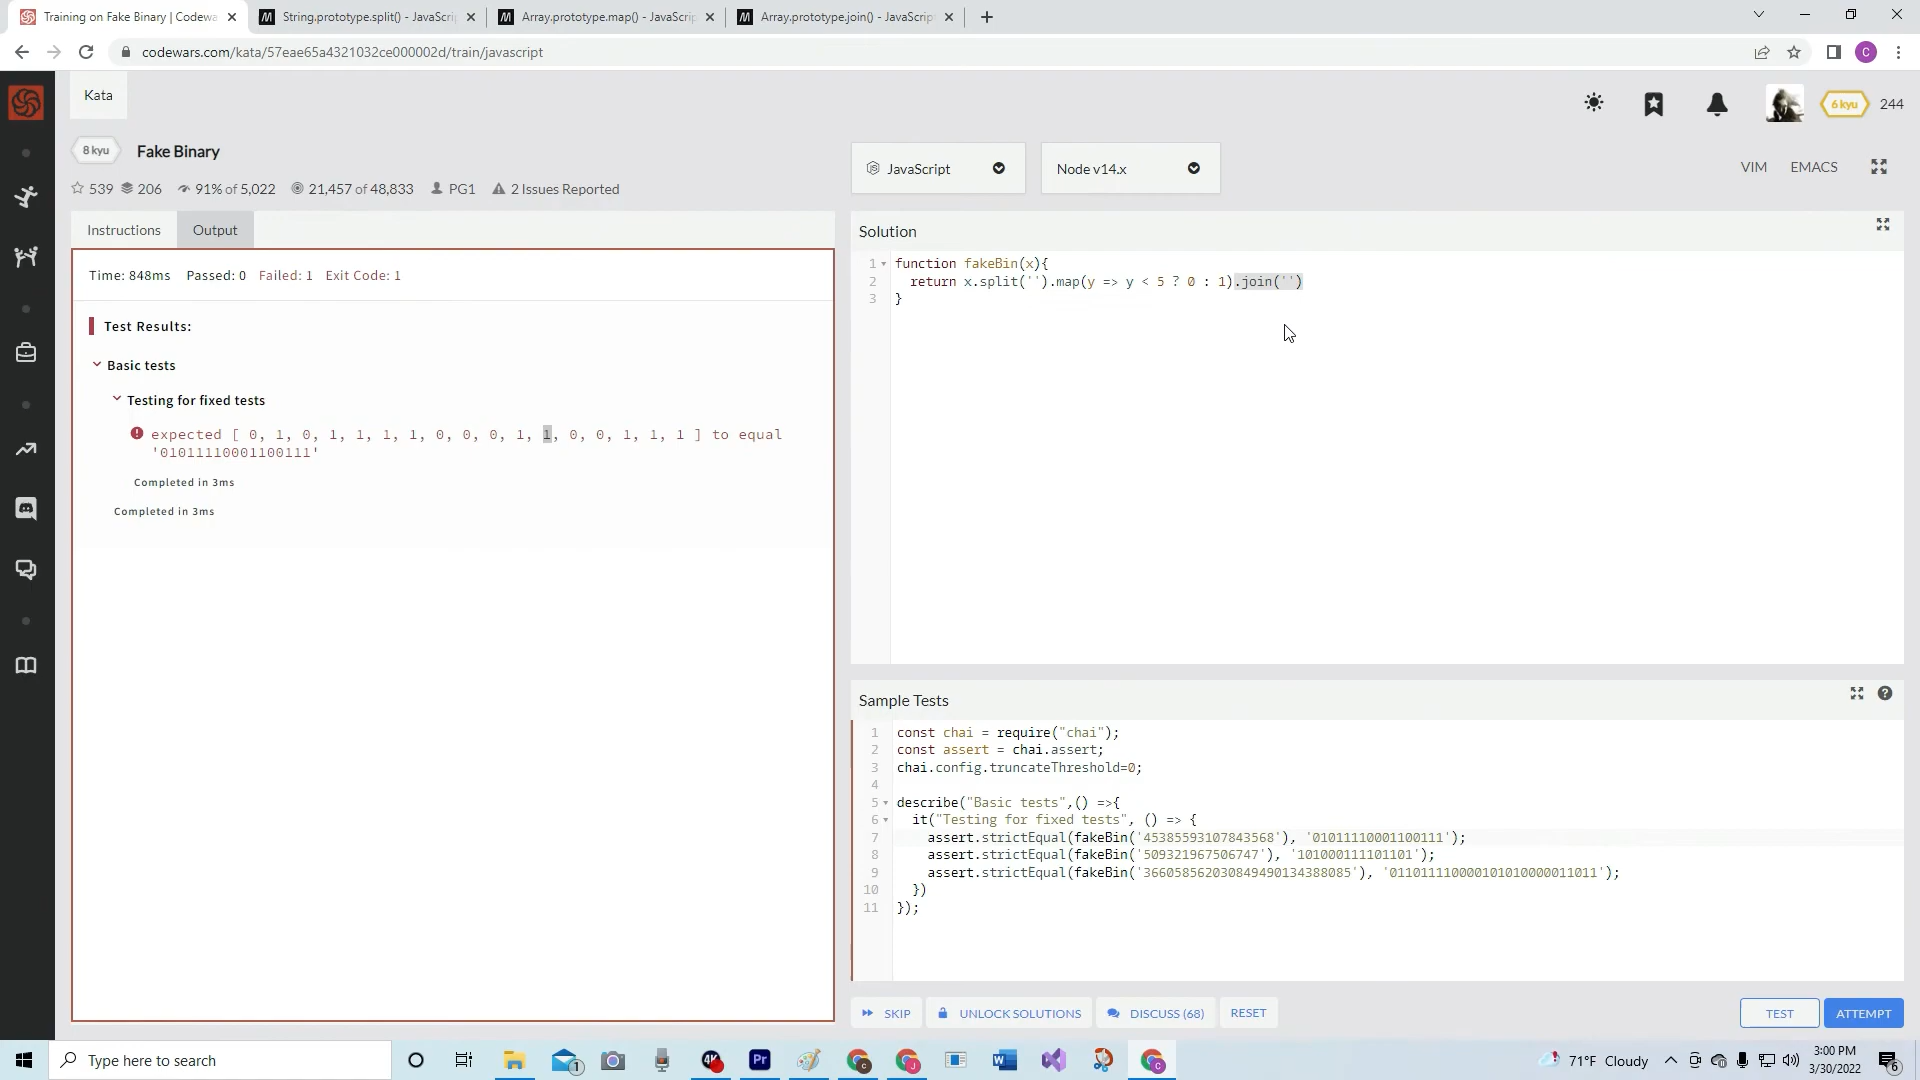 Training on Fake Binary | Codewa
String.prototype.split() - JavaScri
Array.prototype.map() - JavaScrip
Array.prototype.join() - JavaScript
codewars.com/kata/57eae65a4321032ce000002d/train/javascript
C
Kata
6 kyu 244
8 kyu Fake Binary
539 206 91% of 5,022 21,457 of 48,833 PG1 2 Issues Reported
JavaScript
Node v14.x
VIM EMACS
Instructions Output
Time: 848ms Passed: 0 Failed: 1 Exit Code: 1
Test Results:
Basic tests
Testing for fixed tests
expected [ 0, 1, 0, 1, 1, 1, 1, 0, 0, 0, 1, 1, 0, 0, 1, 1, 1 ] to equal
'01011110001100111'
Completed in 3ms
Completed in 3ms
Solution
1 function fakeBin(x){
2 return x.split('').map(y => y < 5 ? 0 : 1).join('')
3 }
Sample Tests
1 const chai = require("chai");
2 const assert = chai.assert;
3 chai.config.truncateThreshold=0;
4
5 describe("Basic tests",() =>{
6 it("Testing for fixed tests", () => {
7 assert.strictEqual(fakeBin('45385593107843568'), '01011110001100111');
8 assert.strictEqual(fakeBin('509321967506747'), '101000111101101');
9 assert.strictEqual(fakeBin('366058562030849490134388085'), '011011110000101010000011011');
10 })
11 });
SKIP UNLOCK SOLUTIONS DISCUSS (68) RESET
TEST ATTEMPT
Type here to search
71°F Cloudy
3:00 PM
3/30/2022